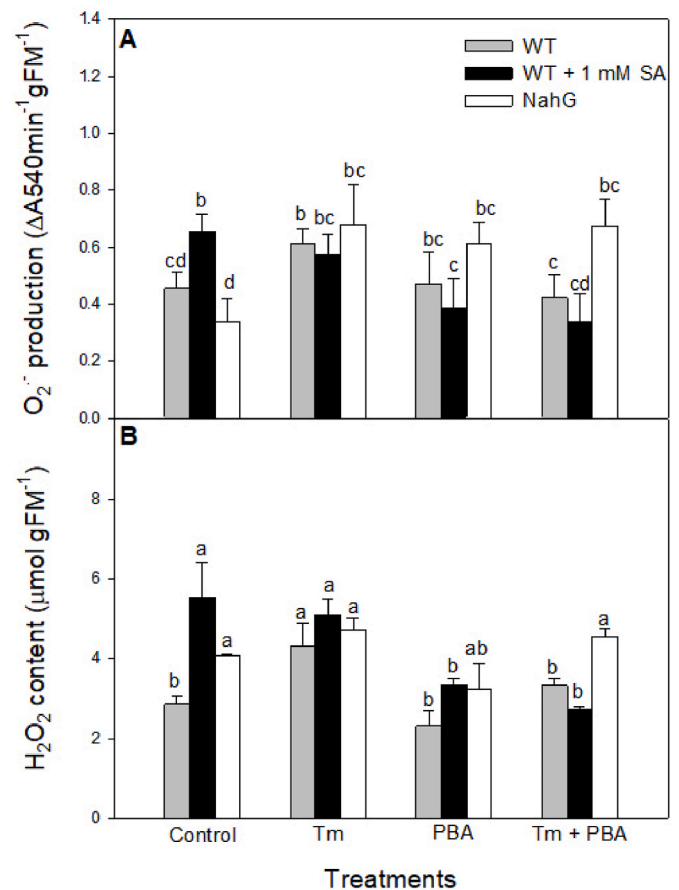 A
WT
WT + 1 mM SA
NahG
O₂·⁻ production (ΔA540min⁻¹gFM⁻¹)
1.4
1.2
1.0
0.8
0.6
0.4
0.2
0.0
cd b d
b bc bc
bc c bc
c cd bc
B
H₂O₂ content (μmol gFM⁻¹)
8
6
4
2
0
b a a
a a a
b b ab
b b a
Control Tm PBA Tm + PBA
Treatments